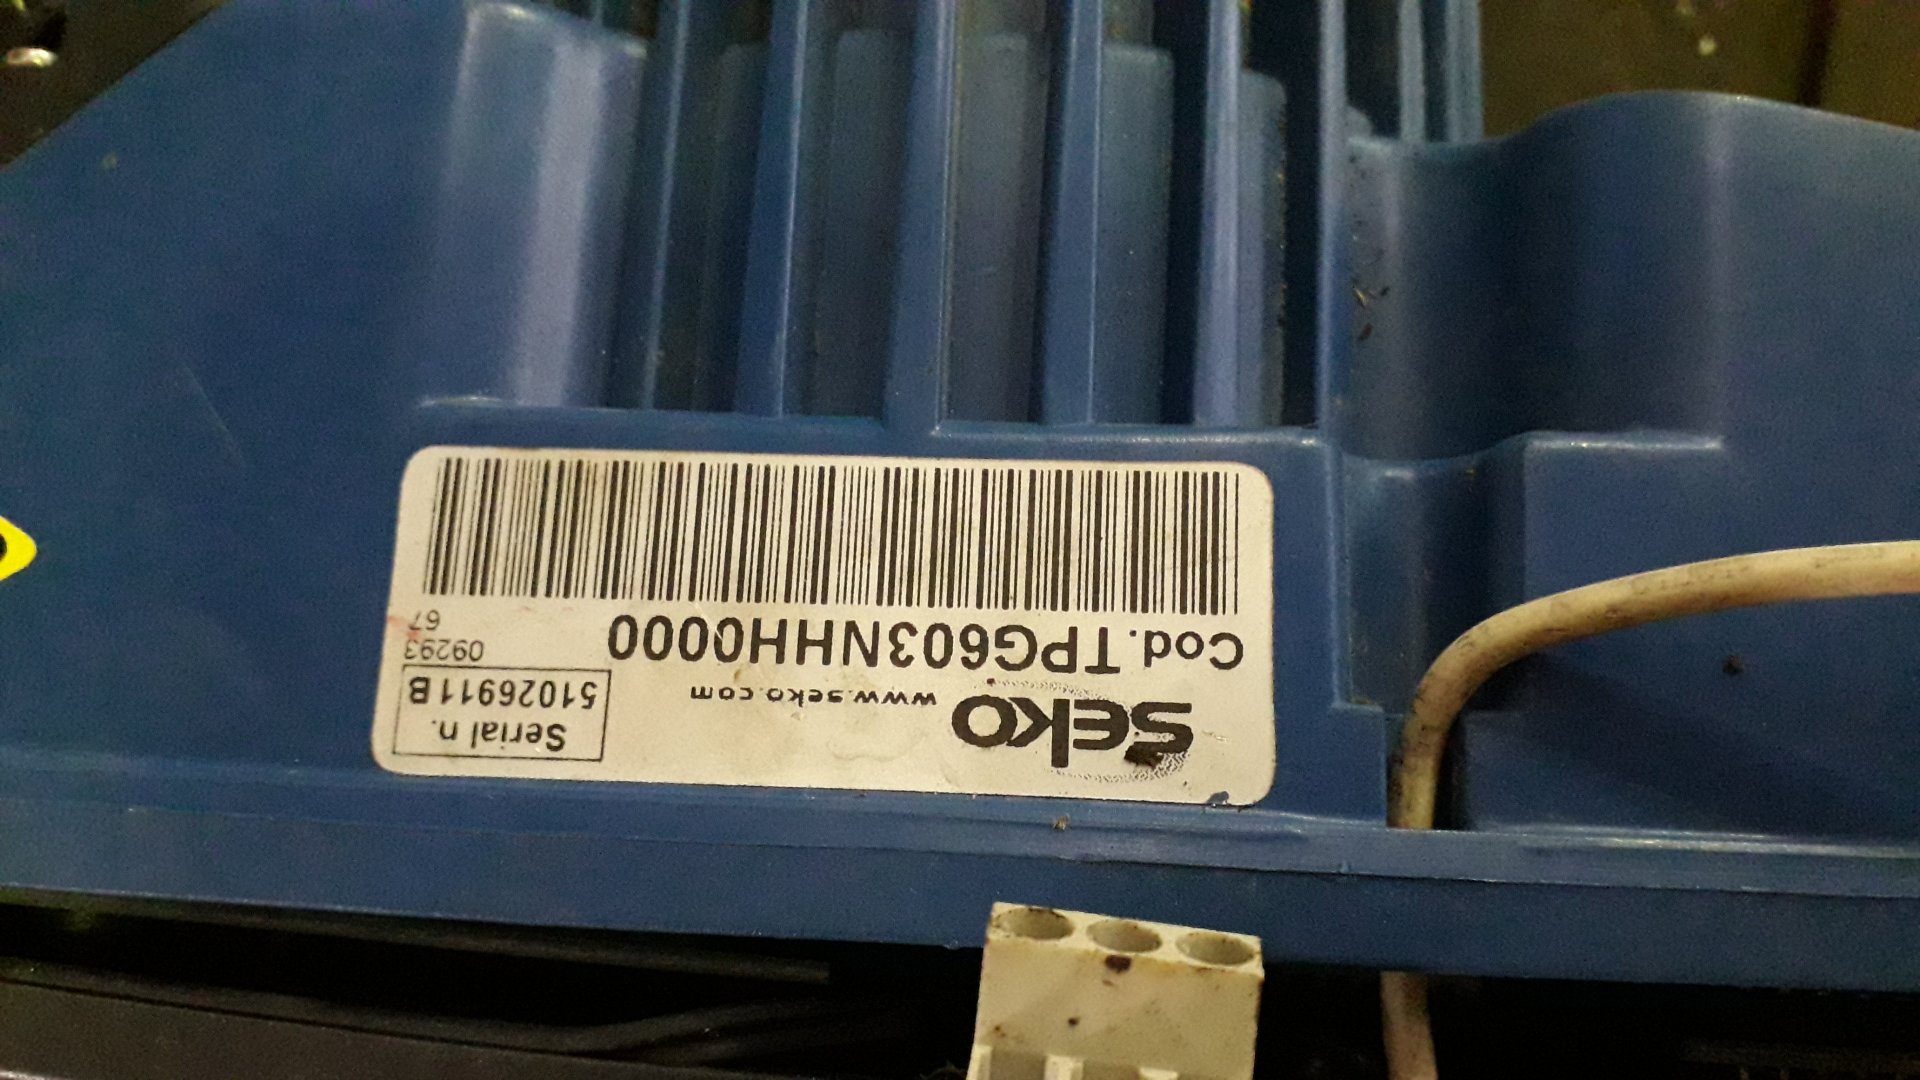 Seko
www.seko.com
Serial n.
51026911B
Cod. TPG603NHH0000
09293
67